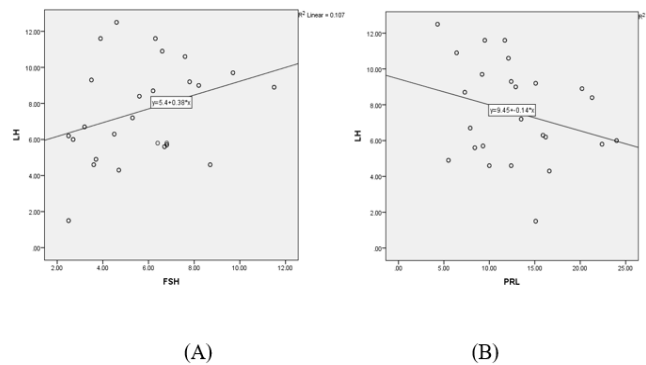 R² Linear = 0.107
12.00
10.00
8.00
6.00
4.00
2.00
.00
LH
y=5.4+0.38*x
2.00 4.00 6.00 8.00 10.00 12.00
FSH
R²
12.00
10.00
8.00
6.00
4.00
2.00
.00
LH
y=9.45+-0.14*x
.00 5.00 10.00 15.00 20.00 25.00
PRL
(A) (B)